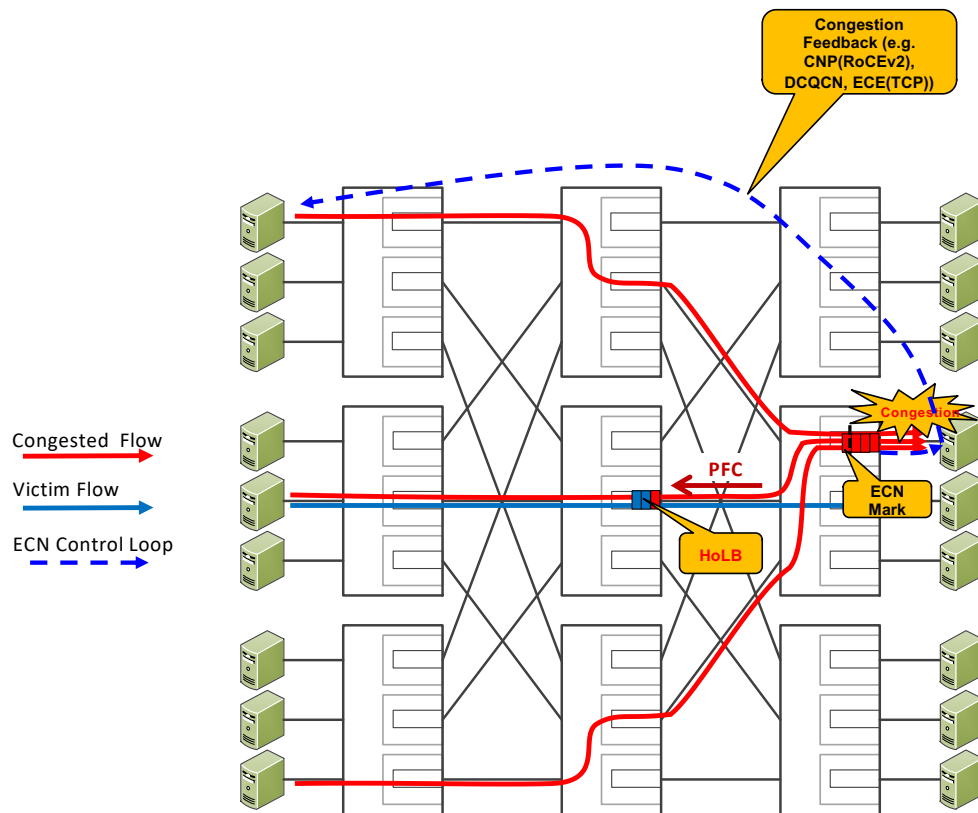 Congestion
Feedback (e.g.
CNP(RoCEv2),
DCQCN, ECE(TCP))
Congestion
Congested Flow
PFC
Victim Flow
ECN
Mark
ECN Control Loop
HoLB